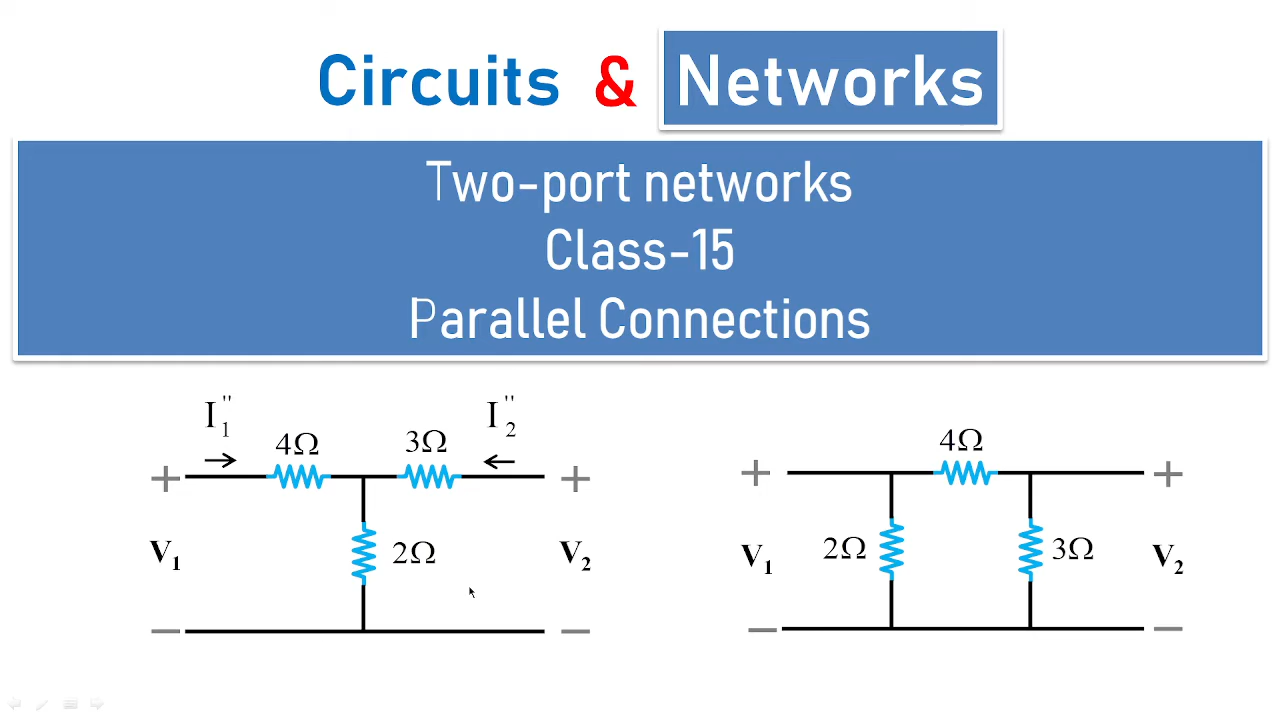 Circuits & Networks
Two-port networks
Class-15
Parallel Connections
I₁'' I₂''
4Ω 3Ω 4Ω
+ + + +
V₁ 2Ω V₂ V₁ 2Ω 3Ω V₂
− − − −